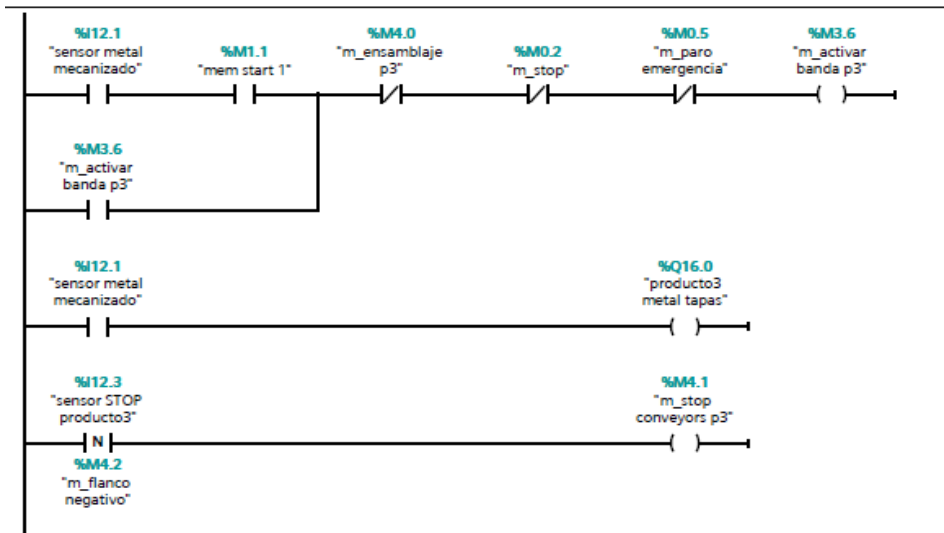 %I12.1
"sensor metal
mecanizado"
%M1.1
"mem start 1"
%M4.0
"m_ensamblaje
p3"
%M0.2
"m_stop"
%M0.5
"m_paro
emergencia"
%M3.6
"m_activar
banda p3"
%M3.6
"m_activar
banda p3"
%I12.1
"sensor metal
mecanizado"
%Q16.0
"producto3
metal tapas"
%I12.3
"sensor STOP
producto3"
N
%M4.2
"m_flanco
negativo"
%M4.1
"m_stop
conveyors p3"